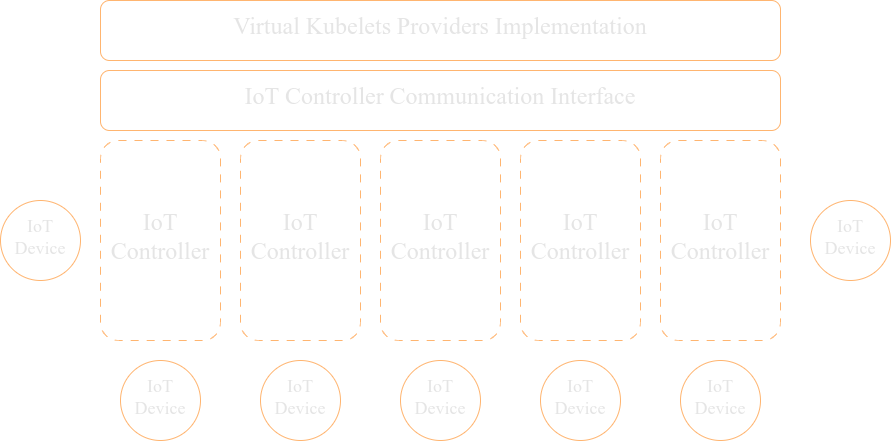 Virtual Kubelets Providers Implementation
IoT Controller Communication Interface
IoT
Controller
IoT
Controller
IoT
Controller
IoT
Controller
IoT
Controller
IoT
Device
IoT
Device
IoT
Device
IoT
Device
IoT
Device
IoT
Device
IoT
Device